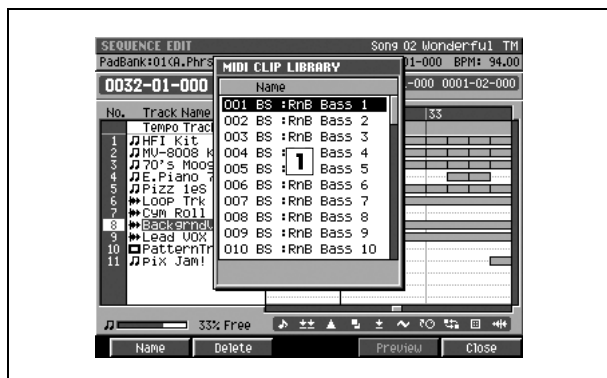 SEQUENCE EDIT
Song 02 Wonderful TM
PadBank:01(A.Phrs
01-000 BPM: 94.00
0032-01-000
-000 0001-02-000
MIDI CLIP LIBRARY
Name
001 BS :RnB Bass 1
002 BS :RnB Bass 2
003 BS :RnB Bass 3
004 BS : Bass 4
005 BS : Bass 5
006 BS :RnB Bass 6
007 BS :RnB Bass 7
008 BS :RnB Bass 8
009 BS :RnB Bass 9
010 BS :RnB Bass 10
1
No. Track Name
33
Tempo Trac
1 HFI Kit
2 MV-8008 K
3 70's Moog
4 E.Piano
5 Pizz 1eS
6 Loop Trk
7 Cym Roll
8 Backgrnd
9 Lead VOX
10 PatternTr
11 Pix Jam!
33% Free
Name
Delete
Preview
Close